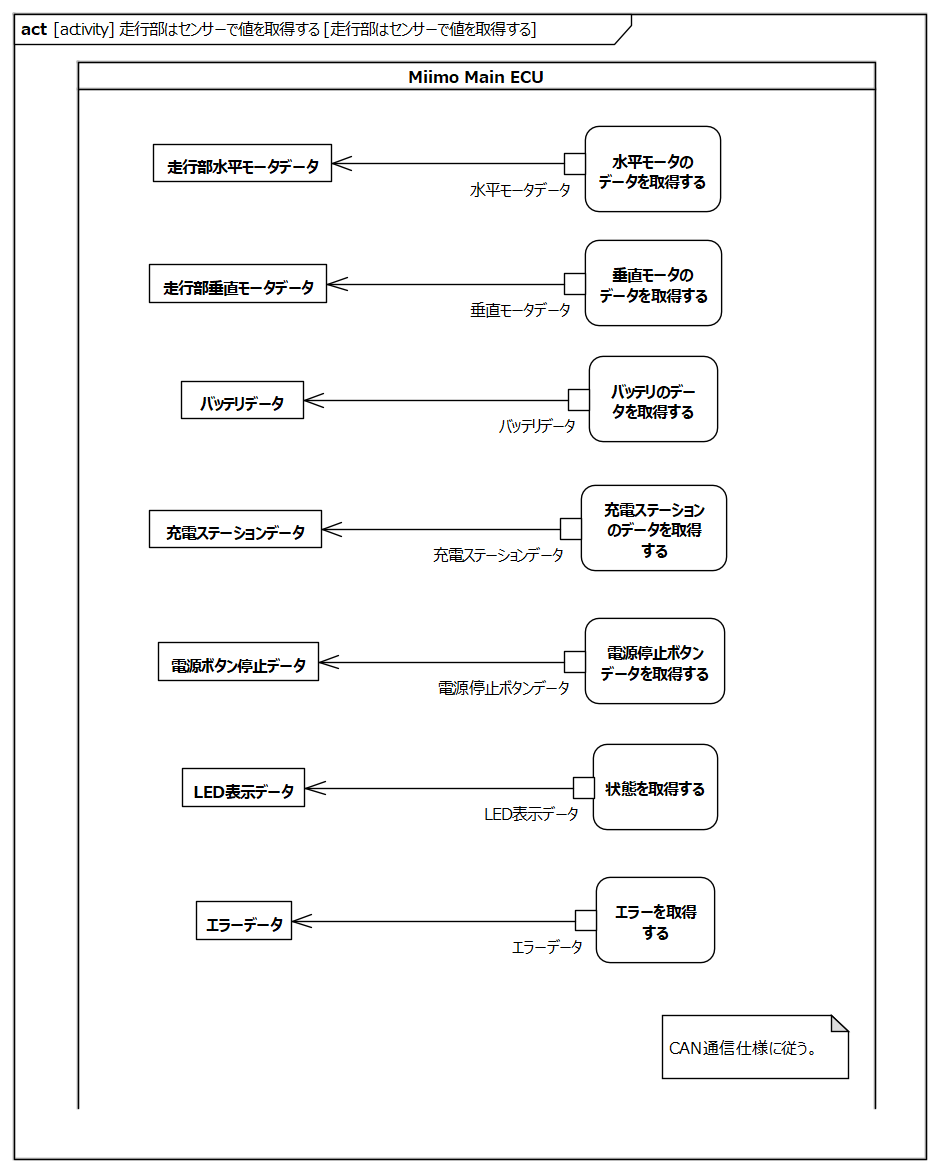 act [activity] 走行部はセンサーで値を取得する [走行部はセンサーで値を取得する]
Miimo Main ECU
走行部水平モータデータ
水平モータデータ
水平モータの
データを取得する
走行部垂直モータデータ
垂直モータデータ
垂直モータの
データを取得する
バッテリデータ
バッテリデータ
バッテリのデー
タを取得する
充電ステーションデータ
充電ステーションデータ
充電ステーション
のデータを取得
する
電源ボタン停止データ
電源停止ボタンデータ
電源停止ボタン
データを取得する
LED表示データ
LED表示データ
状態を取得する
エラーデータ
エラーデータ
エラーを取得
する
CAN通信仕様に従う。